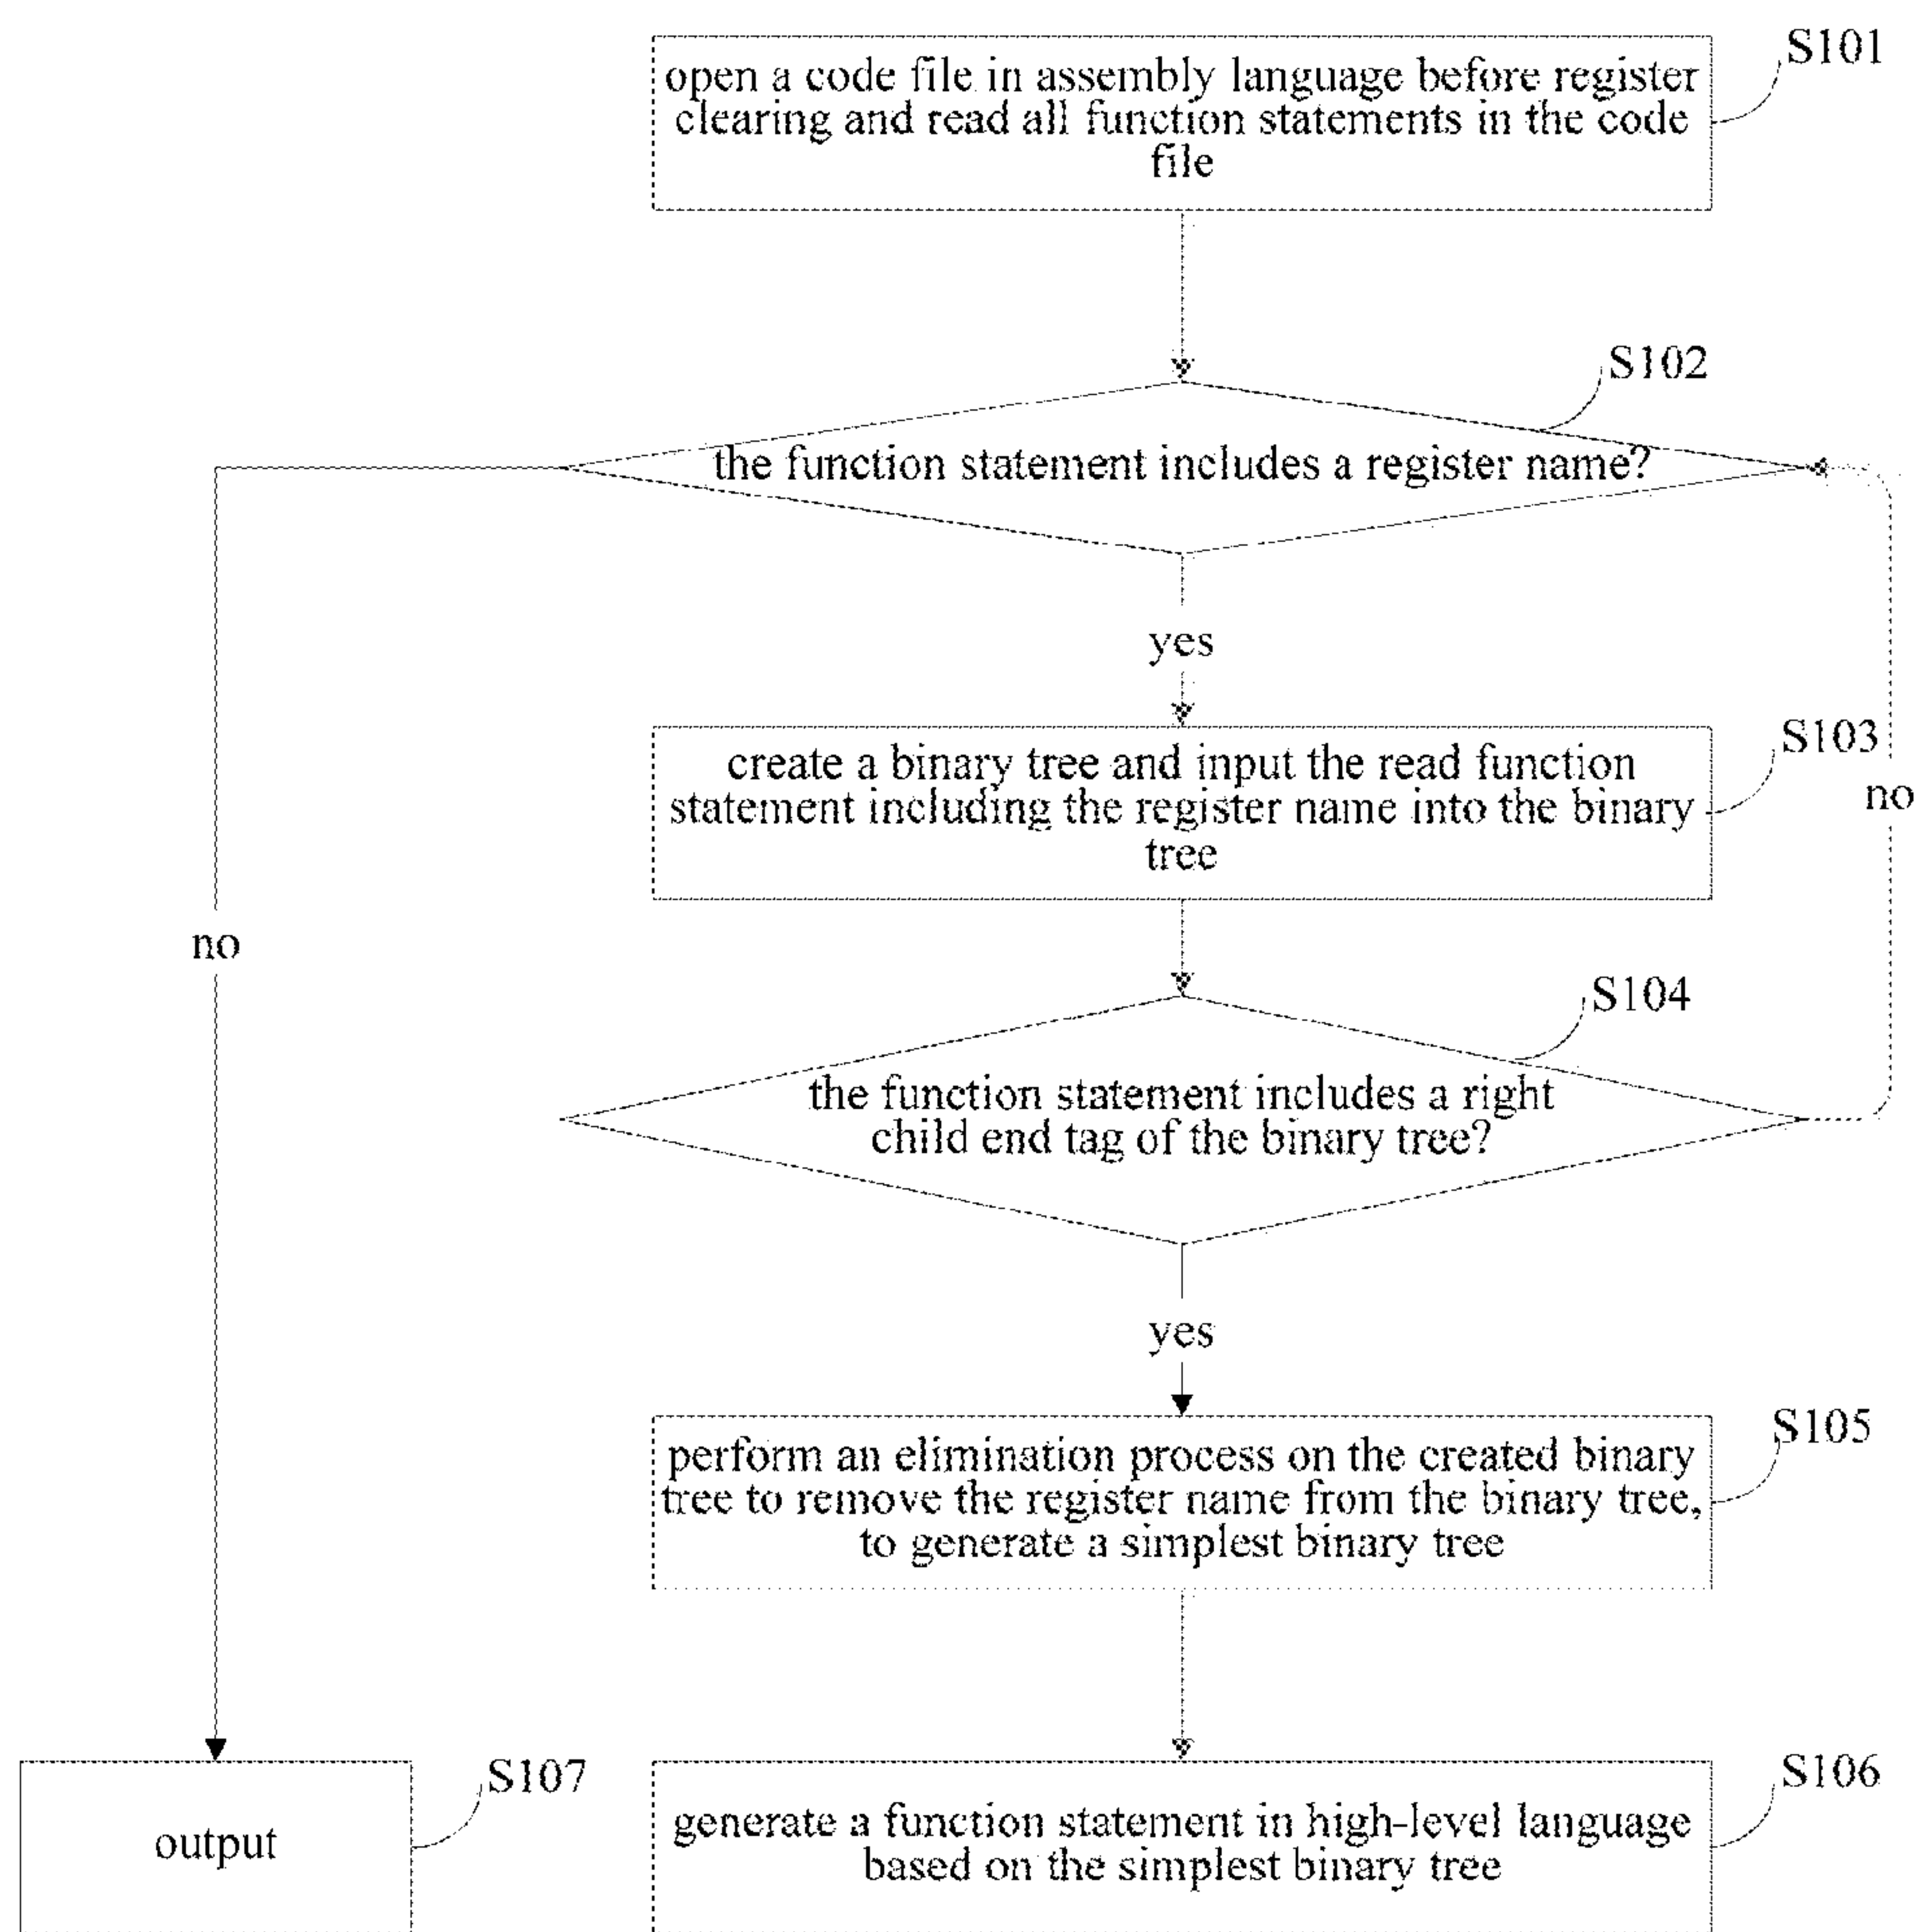 S101
open a code file in assembly language before register
clearing and read all function statements in the code
file
S102
the function statement includes a register name?
yes
S103
create a binary tree and input the read function
statement including the register name into the binary
tree
no
no
S104
the function statement includes a right
child end tag of the binary tree?
yes
S105
perform an elimination process on the created binary
tree to remove the register name from the binary tree,
to generate a simplest binary tree
S107
output
S106
generate a function statement in high-level language
based on the simplest binary tree